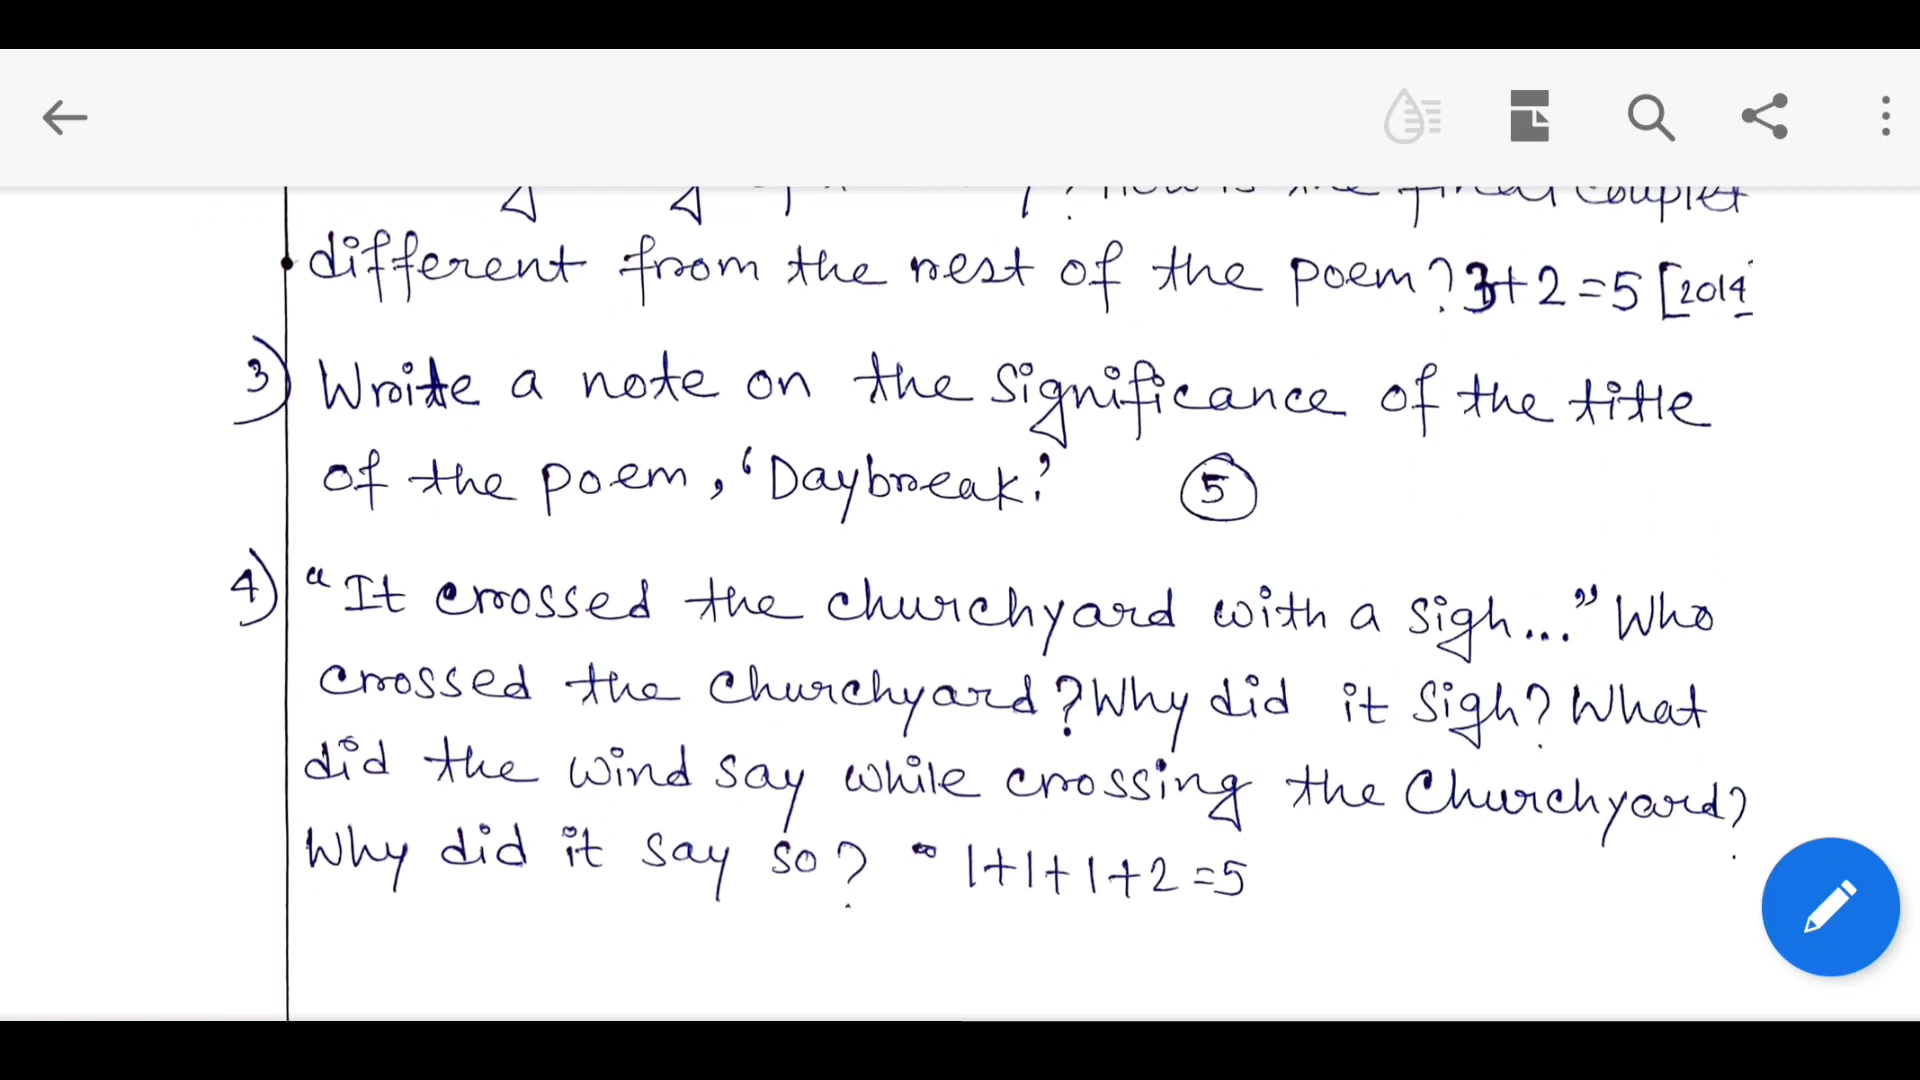 final couplet
different from the rest of the poem? 3+2=5 [2014]
3) Write a note on the significance of the title
of the poem, 'Daybreak.' 5
4) "It crossed the churchyard with a sigh..." Who
crossed the churchyard? Why did it sigh? What
did the wind say while crossing the Churchyard?
Why did it say so? - 1+1+1+2=5